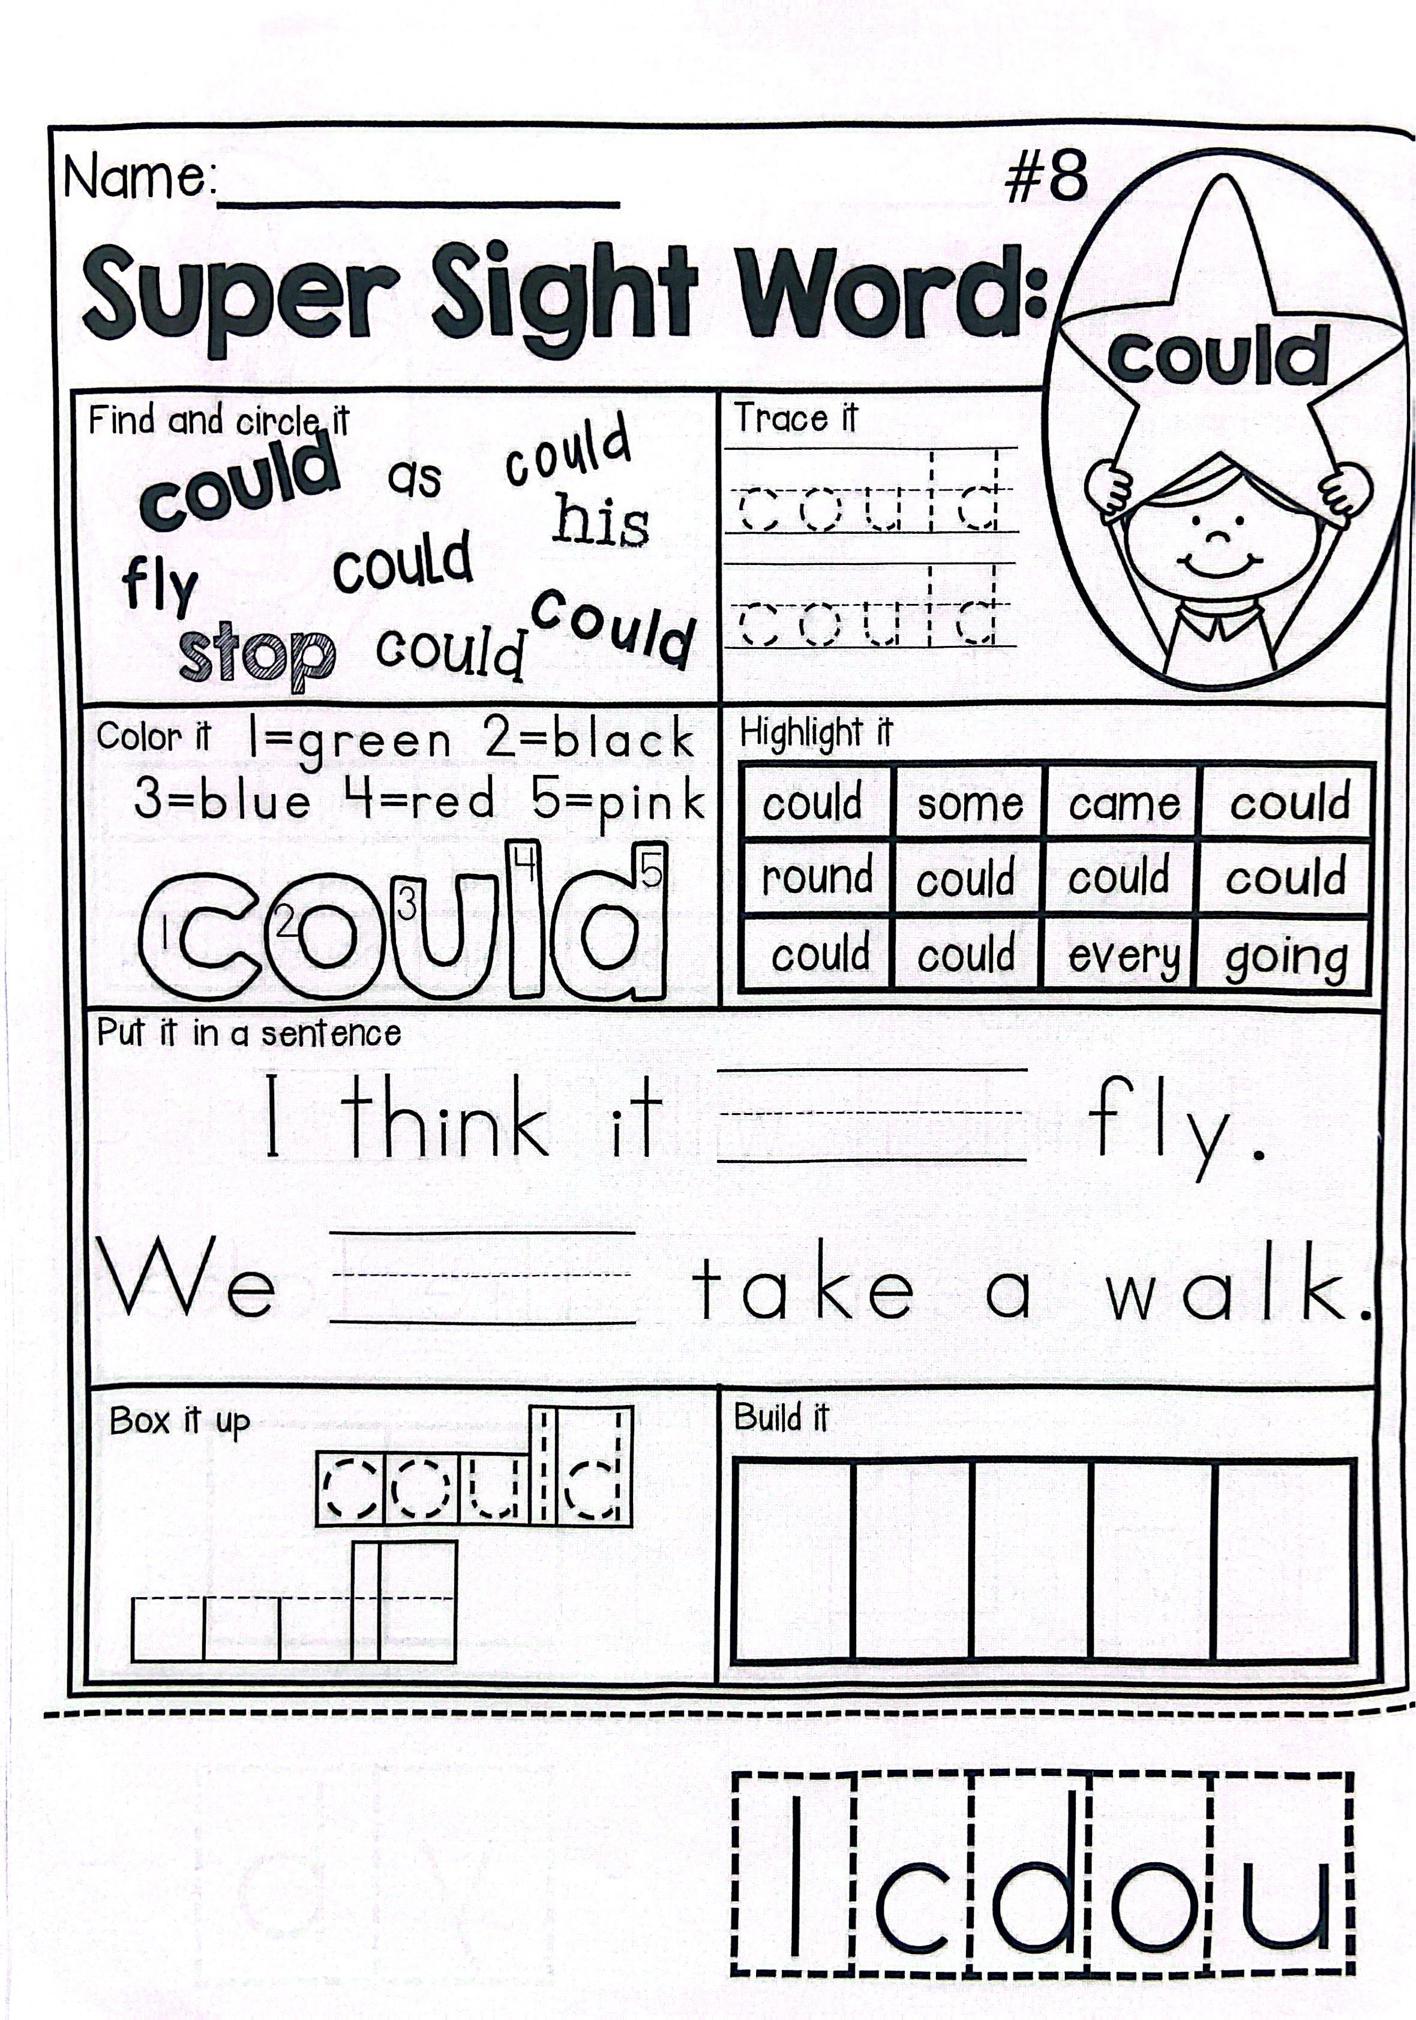 Name:
#8
Super Sight Word:
could
Find and circle it
could as could
his
fly could
stop could could
Trace it
could
could
Color it 1=green 2=black
3=blue 4=red 5=pink
could
1 2 3 4 5
Highlight it
could some came could
round could could could
could could every going
Put it in a sentence
I think it fly.
We take a walk.
Box it up
could
Build it
l c d o u